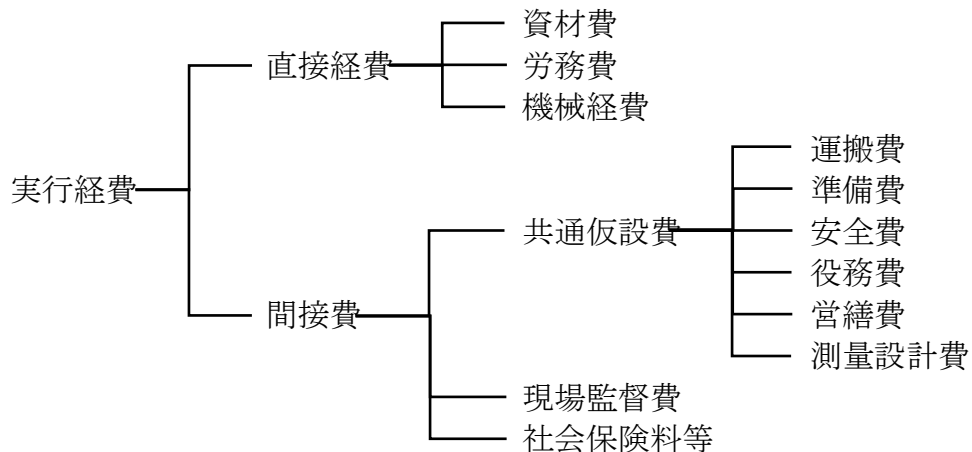 実行経費
直接経費
資材費
労務費
機械経費
間接費
共通仮設費
運搬費
準備費
安全費
役務費
営繕費
測量設計費
現場監督費
社会保険料等